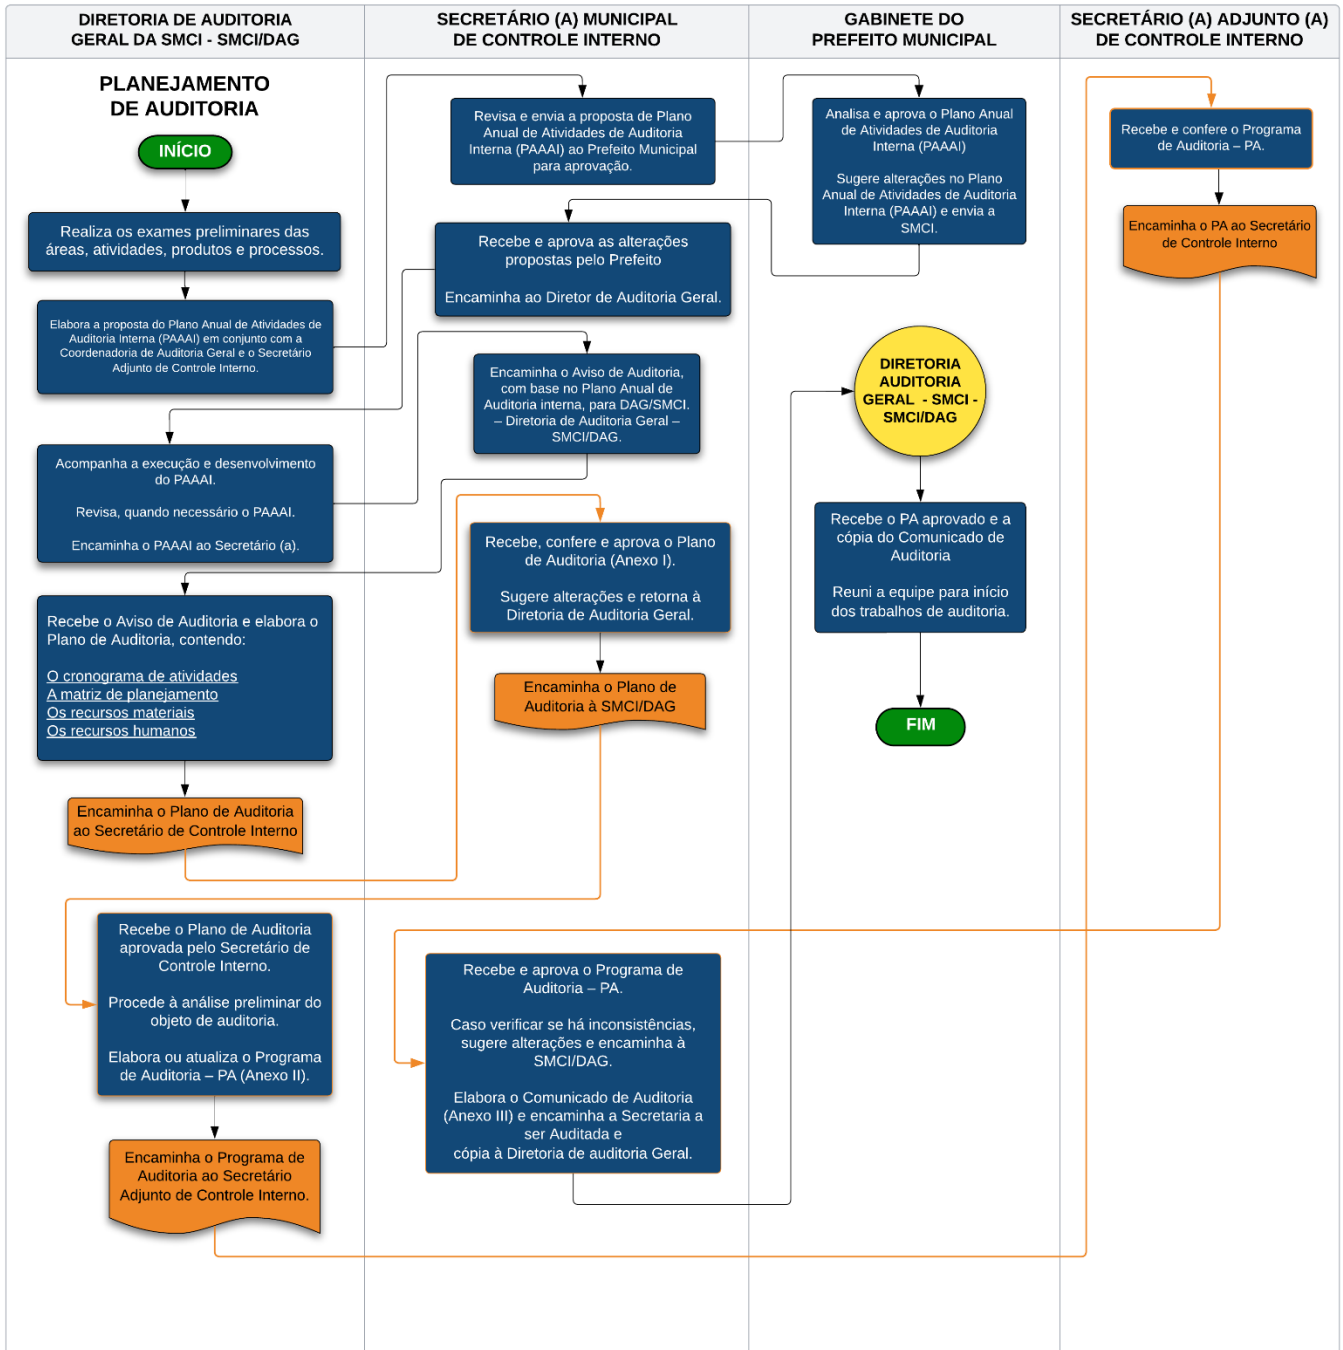 DIRETORIA DE AUDITORIA
GERAL DA SMCI - SMCI/DAG
SECRETÁRIO (A) MUNICIPAL
DE CONTROLE INTERNO
GABINETE DO
PREFEITO MUNICIPAL
SECRETÁRIO (A) ADJUNTO (A)
DE CONTROLE INTERNO
PLANEJAMENTO
DE AUDITORIA
INÍCIO
Realiza os exames preliminares das
áreas, atividades, produtos e processos.
Elabora a proposta do Plano Anual de Atividades de
Auditoria Interna (PAAAI) em conjunto com a
Coordenadoria de Auditoria Geral e o Secretário
Adjunto de Controle Interno.
Revisa e envia a proposta de Plano
Anual de Atividades de Auditoria
Interna (PAAAI) ao Prefeito Municipal
para aprovação.
Analisa e aprova o Plano Anual
de Atividades de Auditoria
Interna (PAAAI)
Sugere alterações no Plano
Anual de Atividades de Auditoria
Interna (PAAAI) e envia a
SMCI.
Recebe e aprova as alterações
propostas pelo Prefeito
Encaminha ao Diretor de Auditoria Geral.
Acompanha a execução e desenvolvimento
do PAAAI.
Revisa, quando necessário o PAAAI.
Encaminha o PAAAI ao Secretário (a).
Encaminha o Aviso de Auditoria,
com base no Plano Anual de
Auditoria interna, para DAG/SMCI.
– Diretoria de Auditoria Geral –
SMCI/DAG.
Recebe o Aviso de Auditoria e elabora o
Plano de Auditoria, contendo:
O cronograma de atividades
A matriz de planejamento
Os recursos materiais
Os recursos humanos
Encaminha o Plano de Auditoria
ao Secretário de Controle Interno
Recebe, confere e aprova o Plano
de Auditoria (Anexo I).
Sugere alterações e retorna à
Diretoria de Auditoria Geral.
Encaminha o Plano de
Auditoria à SMCI/DAG
Recebe o Plano de Auditoria
aprovada pelo Secretário de
Controle Interno.
Procede à análise preliminar do
objeto de auditoria.
Elabora ou atualiza o Programa
de Auditoria – PA (Anexo II).
Encaminha o Programa de
Auditoria ao Secretário
Adjunto de Controle Interno.
Recebe e confere o Programa
de Auditoria – PA.
Encaminha o PA ao Secretário
de Controle Interno
Recebe e aprova o Programa de
Auditoria – PA.
Caso verificar se há inconsistências,
sugere alterações e encaminha à
SMCI/DAG.
Elabora o Comunicado de Auditoria
(Anexo III) e encaminha a Secretaria a
ser Auditada e
cópia à Diretoria de auditoria Geral.
DIRETORIA
AUDITORIA
GERAL - SMCI -
SMCI/DAG
Recebe o PA aprovado e a
cópia do Comunicado de
Auditoria
Reuni a equipe para início
dos trabalhos de auditoria.
FIM